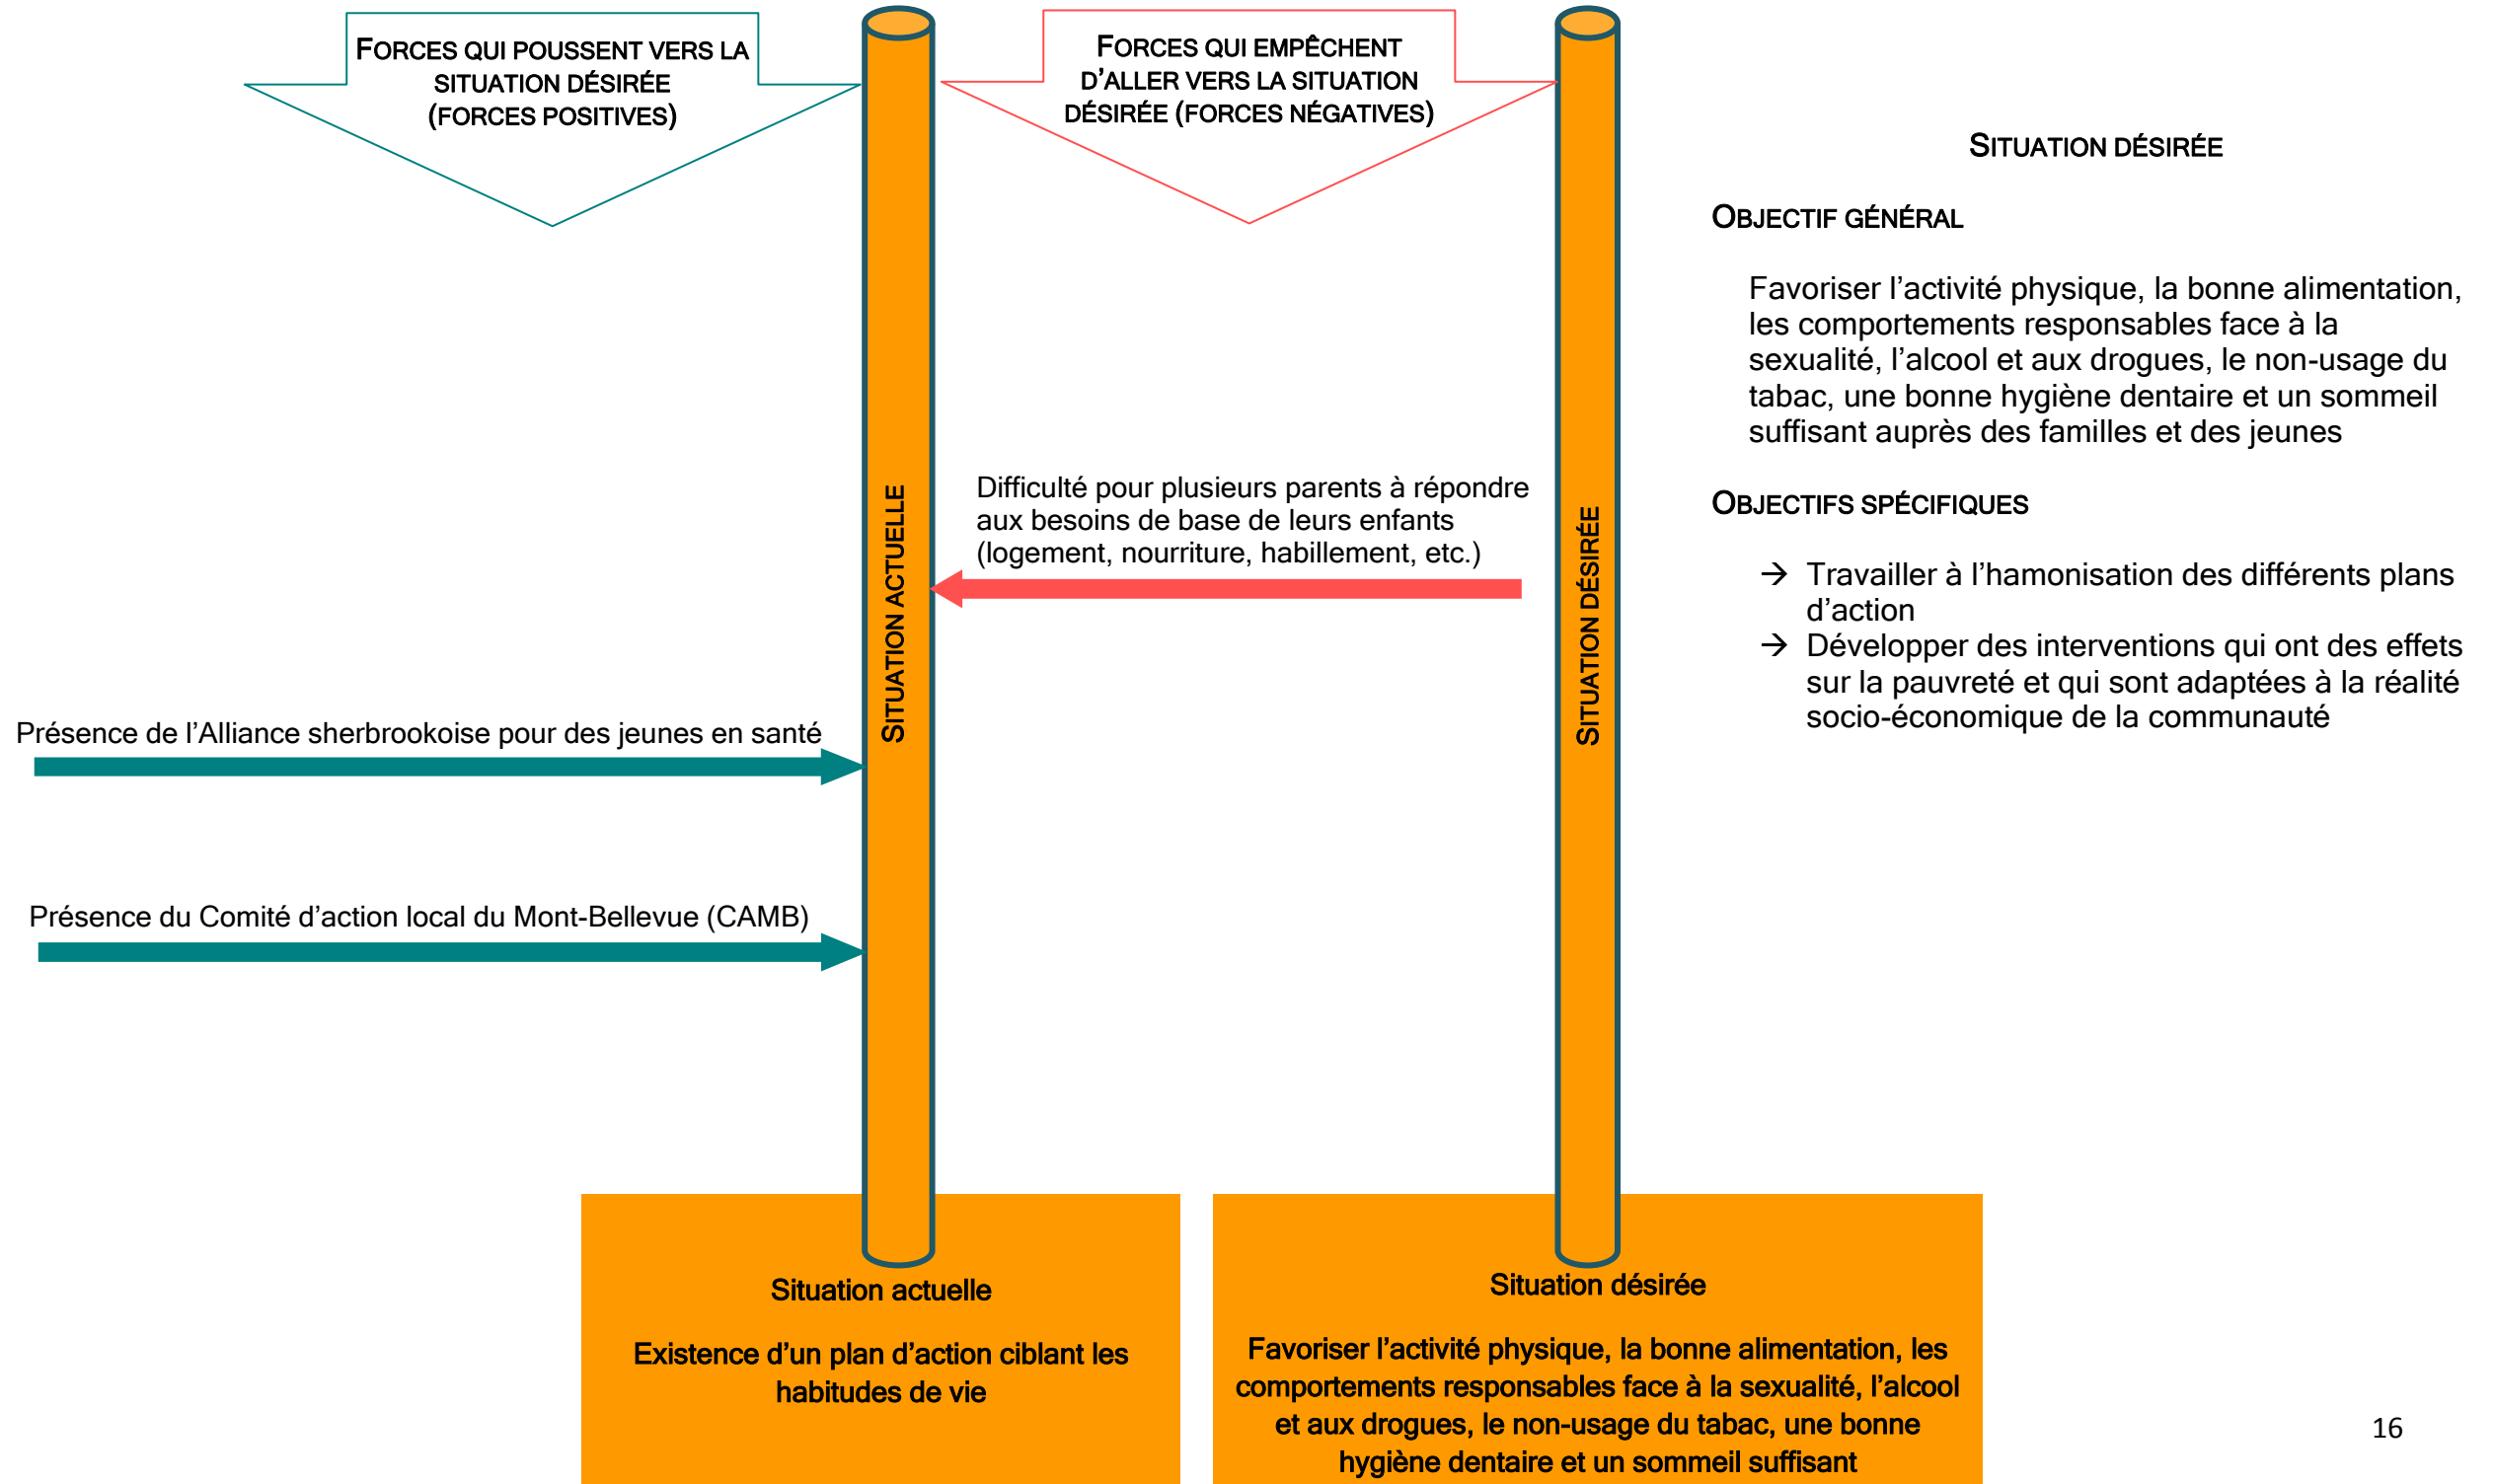 FORCES QUI POUSSENT VERS LA
SITUATION DÉSIRÉE
(FORCES POSITIVES)
FORCES QUI EMPÊCHENT
D’ALLER VERS LA SITUATION
DÉSIRÉE (FORCES NÉGATIVES)
SITUATION DÉSIRÉE
OBJECTIF GÉNÉRAL
Favoriser l’activité physique, la bonne alimentation,
les comportements responsables face à la
sexualité, l’alcool et aux drogues, le non-usage du
tabac, une bonne hygiène dentaire et un sommeil
suffisant auprès des familles et des jeunes
OBJECTIFS SPÉCIFIQUES
→ Travailler à l’hamonisation des différents plans
d’action
→ Développer des interventions qui ont des effets
sur la pauvreté et qui sont adaptées à la réalité
socio-économique de la communauté
SITUATION ACTUELLE
Difficulté pour plusieurs parents à répondre
aux besoins de base de leurs enfants
(logement, nourriture, habillement, etc.)
SITUATION DÉSIRÉE
Présence de l’Alliance sherbrookoise pour des jeunes en santé
Présence du Comité d’action local du Mont-Bellevue (CAMB)
Situation actuelle
Existence d’un plan d’action ciblant les
habitudes de vie
Situation désirée
Favoriser l’activité physique, la bonne alimentation, les
comportements responsables face à la sexualité, l’alcool
et aux drogues, le non-usage du tabac, une bonne
hygiène dentaire et un sommeil suffisant
16